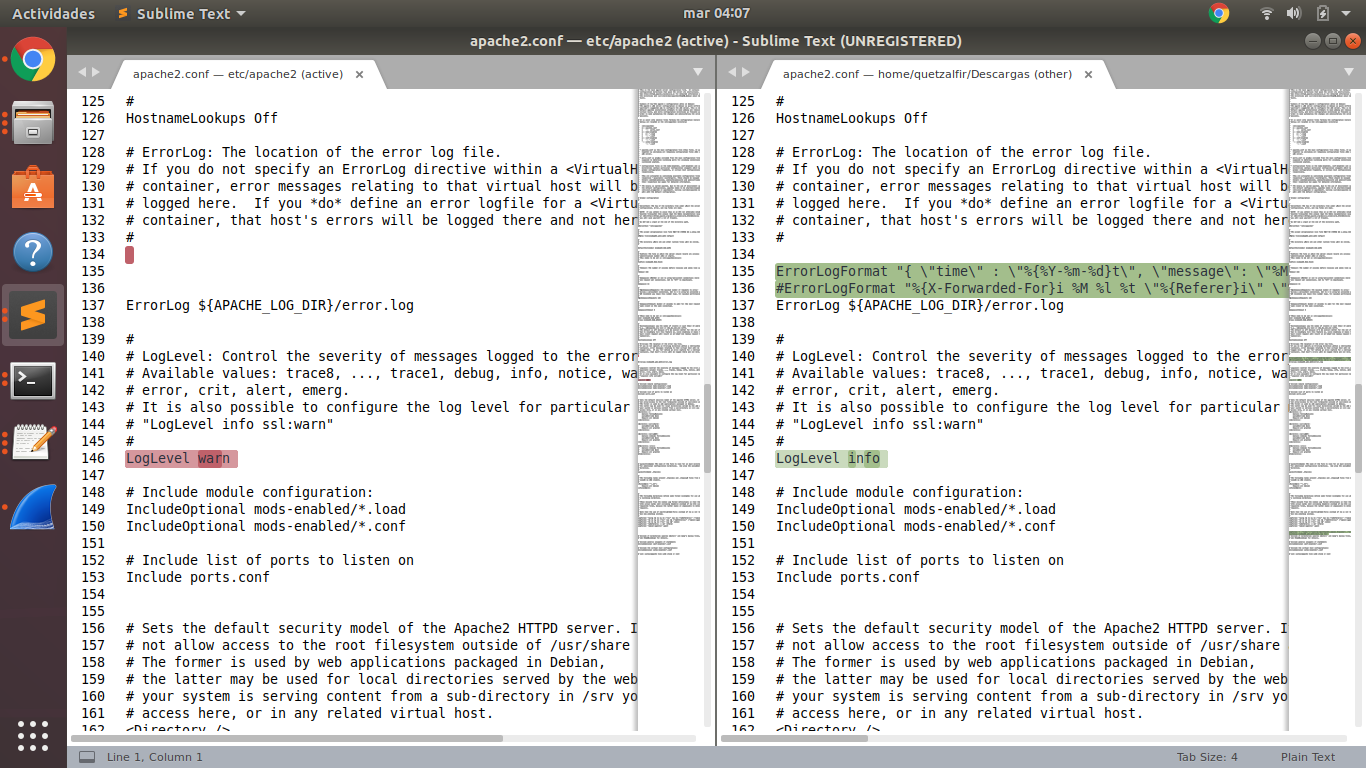 Actividades
Sublime Text
mar 04:07
apache2.conf — etc/apache2 (active) - Sublime Text (UNREGISTERED)
apache2.conf — etc/apache2 (active) ×
125 #
126 HostnameLookups Off
127
128 # ErrorLog: The location of the error log file.
129 # If you do not specify an ErrorLog directive within a <VirtualH
130 # container, error messages relating to that virtual host will b
131 # logged here.  If you *do* define an error logfile for a <Virtu
132 # container, that host's errors will be logged there and not her
133 #
134
135
136
137 ErrorLog ${APACHE_LOG_DIR}/error.log
138
139 #
140 # LogLevel: Control the severity of messages logged to the error
141 # Available values: trace8, ..., trace1, debug, info, notice, wa
142 # error, crit, alert, emerg.
143 # It is also possible to configure the log level for particular
144 # "LogLevel info ssl:warn"
145 #
146 LogLevel warn
147
148 # Include module configuration:
149 IncludeOptional mods-enabled/*.load
150 IncludeOptional mods-enabled/*.conf
151
152 # Include list of ports to listen on
153 Include ports.conf
154
155
156 # Sets the default security model of the Apache2 HTTPD server. I
157 # not allow access to the root filesystem outside of /usr/share
158 # The former is used by web applications packaged in Debian,
159 # the latter may be used for local directories served by the web
160 # your system is serving content from a sub-directory in /srv yo
161 # access here, or in any related virtual host.
162 <Directory />
apache2.conf — home/quetzalfir/Descargas (other) ×
125 #
126 HostnameLookups Off
127
128 # ErrorLog: The location of the error log file.
129 # If you do not specify an ErrorLog directive within a <VirtualH
130 # container, error messages relating to that virtual host will b
131 # logged here.  If you *do* define an error logfile for a <Virtu
132 # container, that host's errors will be logged there and not her
133 #
134
135 ErrorLogFormat "{ \"time\" : \"%{%Y-%m-%d}t\", \"message\": \"%M
136 #ErrorLogFormat "%{X-Forwarded-For}i %M %l %t \"%{Referer}i\" \"
137 ErrorLog ${APACHE_LOG_DIR}/error.log
138
139 #
140 # LogLevel: Control the severity of messages logged to the error
141 # Available values: trace8, ..., trace1, debug, info, notice, wa
142 # error, crit, alert, emerg.
143 # It is also possible to configure the log level for particular
144 # "LogLevel info ssl:warn"
145 #
146 LogLevel info
147
148 # Include module configuration:
149 IncludeOptional mods-enabled/*.load
150 IncludeOptional mods-enabled/*.conf
151
152 # Include list of ports to listen on
153 Include ports.conf
154
155
156 # Sets the default security model of the Apache2 HTTPD server. I
157 # not allow access to the root filesystem outside of /usr/share
158 # The former is used by web applications packaged in Debian,
159 # the latter may be used for local directories served by the web
160 # your system is serving content from a sub-directory in /srv yo
161 # access here, or in any related virtual host.
162 <Directory />
Line 1, Column 1
Tab Size: 4
Plain Text